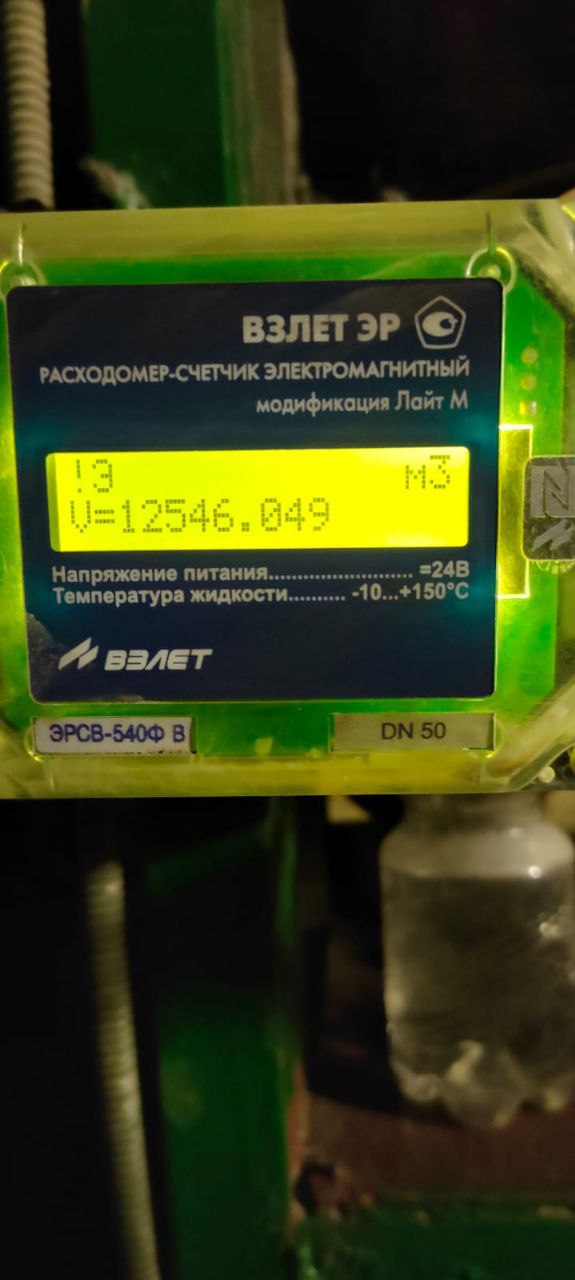 ВЗЛЕТ ЭР
РАСХОДОМЕР-СЧЕТЧИК ЭЛЕКТРОМАГНИТНЫЙ
модификация Лайт М
!Э м3
V=12546.049
Напряжение питания........................ =24В
Температура жидкости.......... -10...+150°С
ВЗЛЕТ
ЭРСВ-540Ф В
DN 50